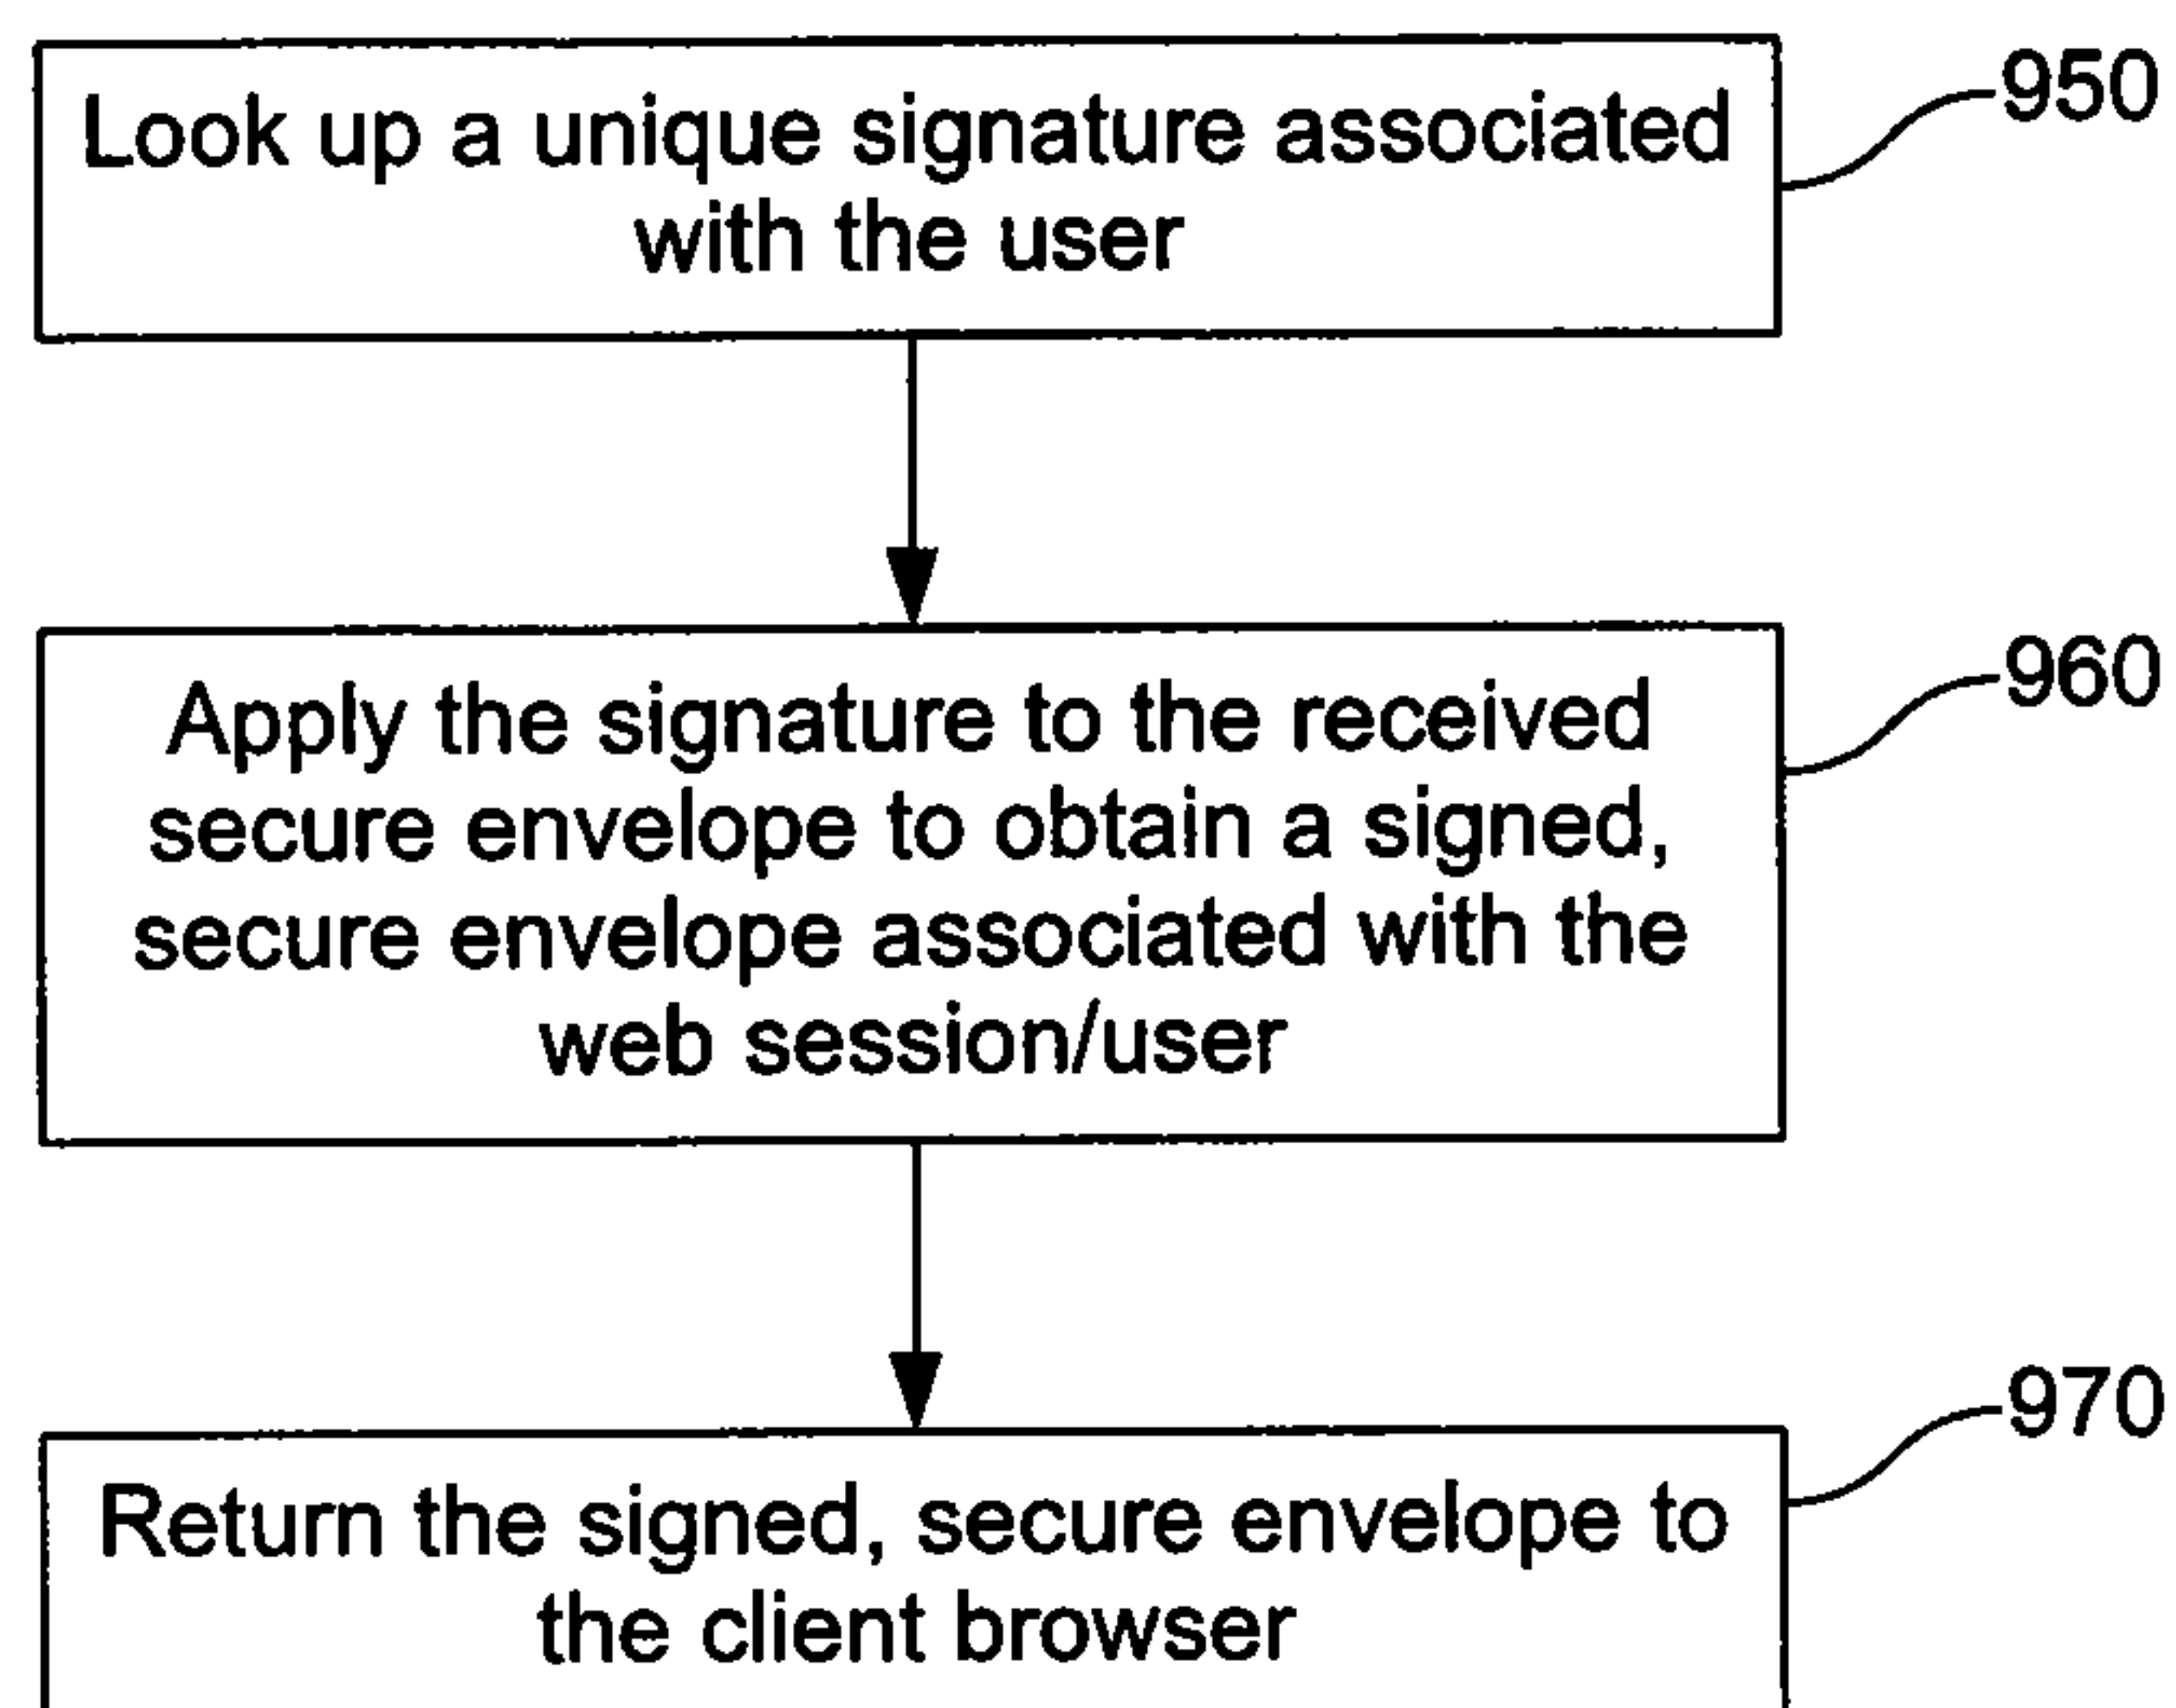 Look up a unique signature associated
with the user
950
Apply the signature to the received
secure envelope to obtain a signed,
secure envelope associated with the
web session/user
960
Return the signed, secure envelope to
the client browser
970